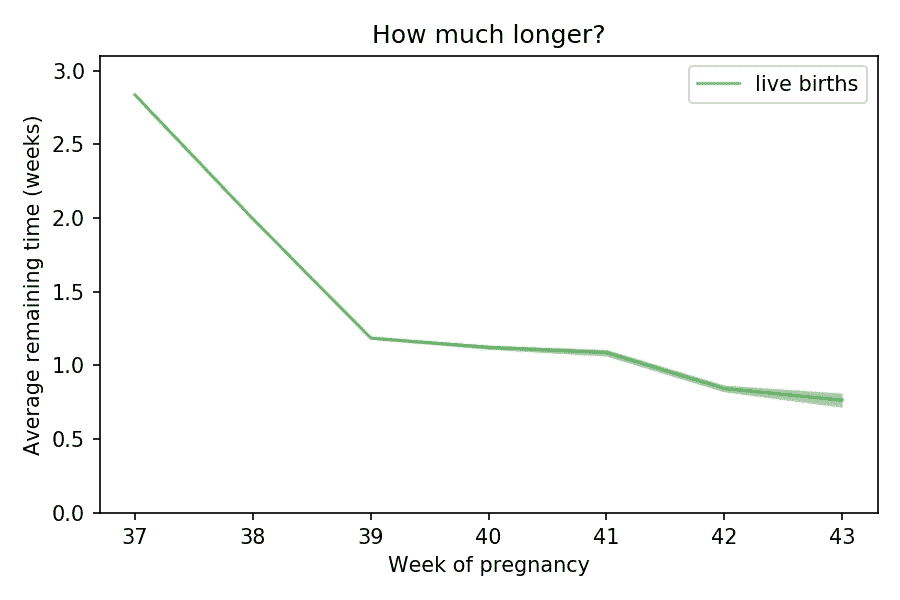 How much longer?
live births
Average remaining time (weeks)
3.0
2.5
2.0
1.5
1.0
0.5
0.0
37 38 39 40 41 42 43
Week of pregnancy